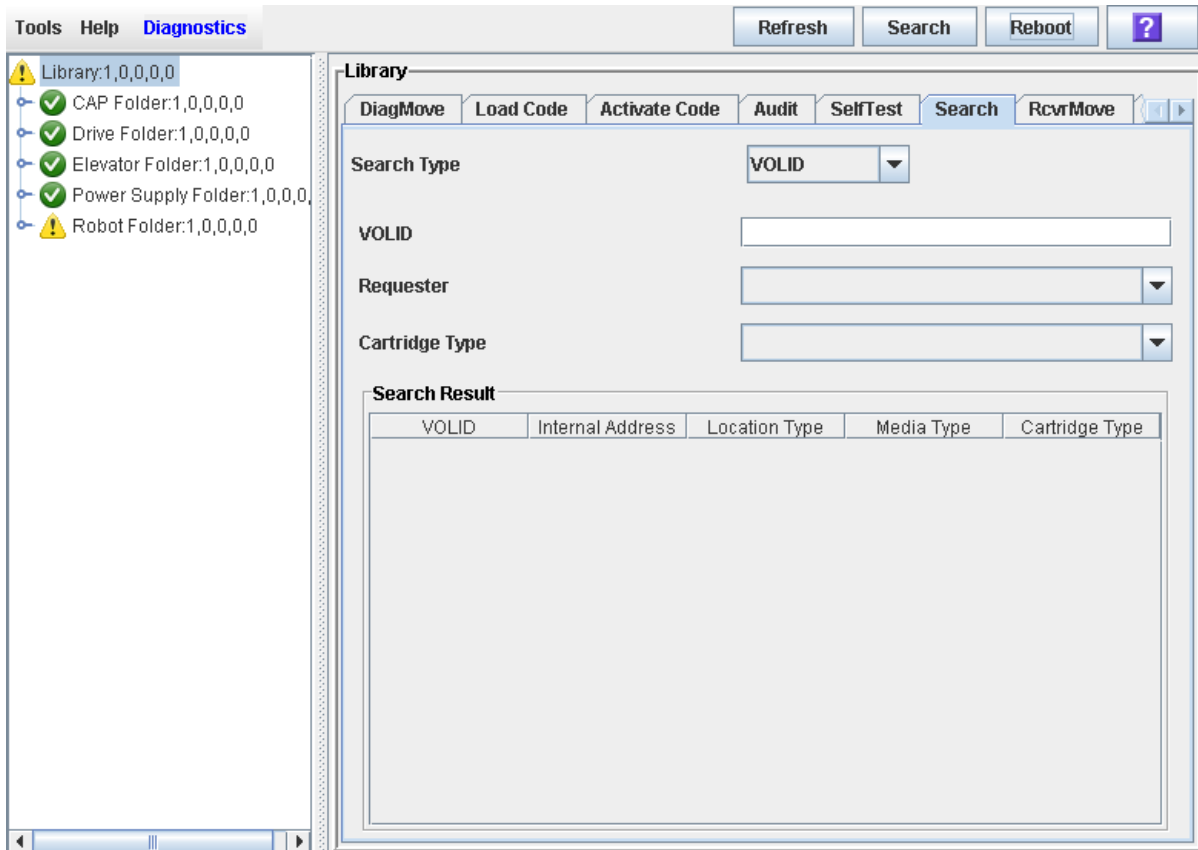 Tools Help Diagnostics Refresh Search Reboot ?
Library:1,0,0,0,0
CAP Folder:1,0,0,0,0
Drive Folder:1,0,0,0,0
Elevator Folder:1,0,0,0,0
Power Supply Folder:1,0,0,0,
Robot Folder:1,0,0,0,0
Library
DiagMove Load Code Activate Code Audit SelfTest Search RcvrMove
Search Type VOLID
VOLID
Requester
Cartridge Type
Search Result
VOLID Internal Address Location Type Media Type Cartridge Type